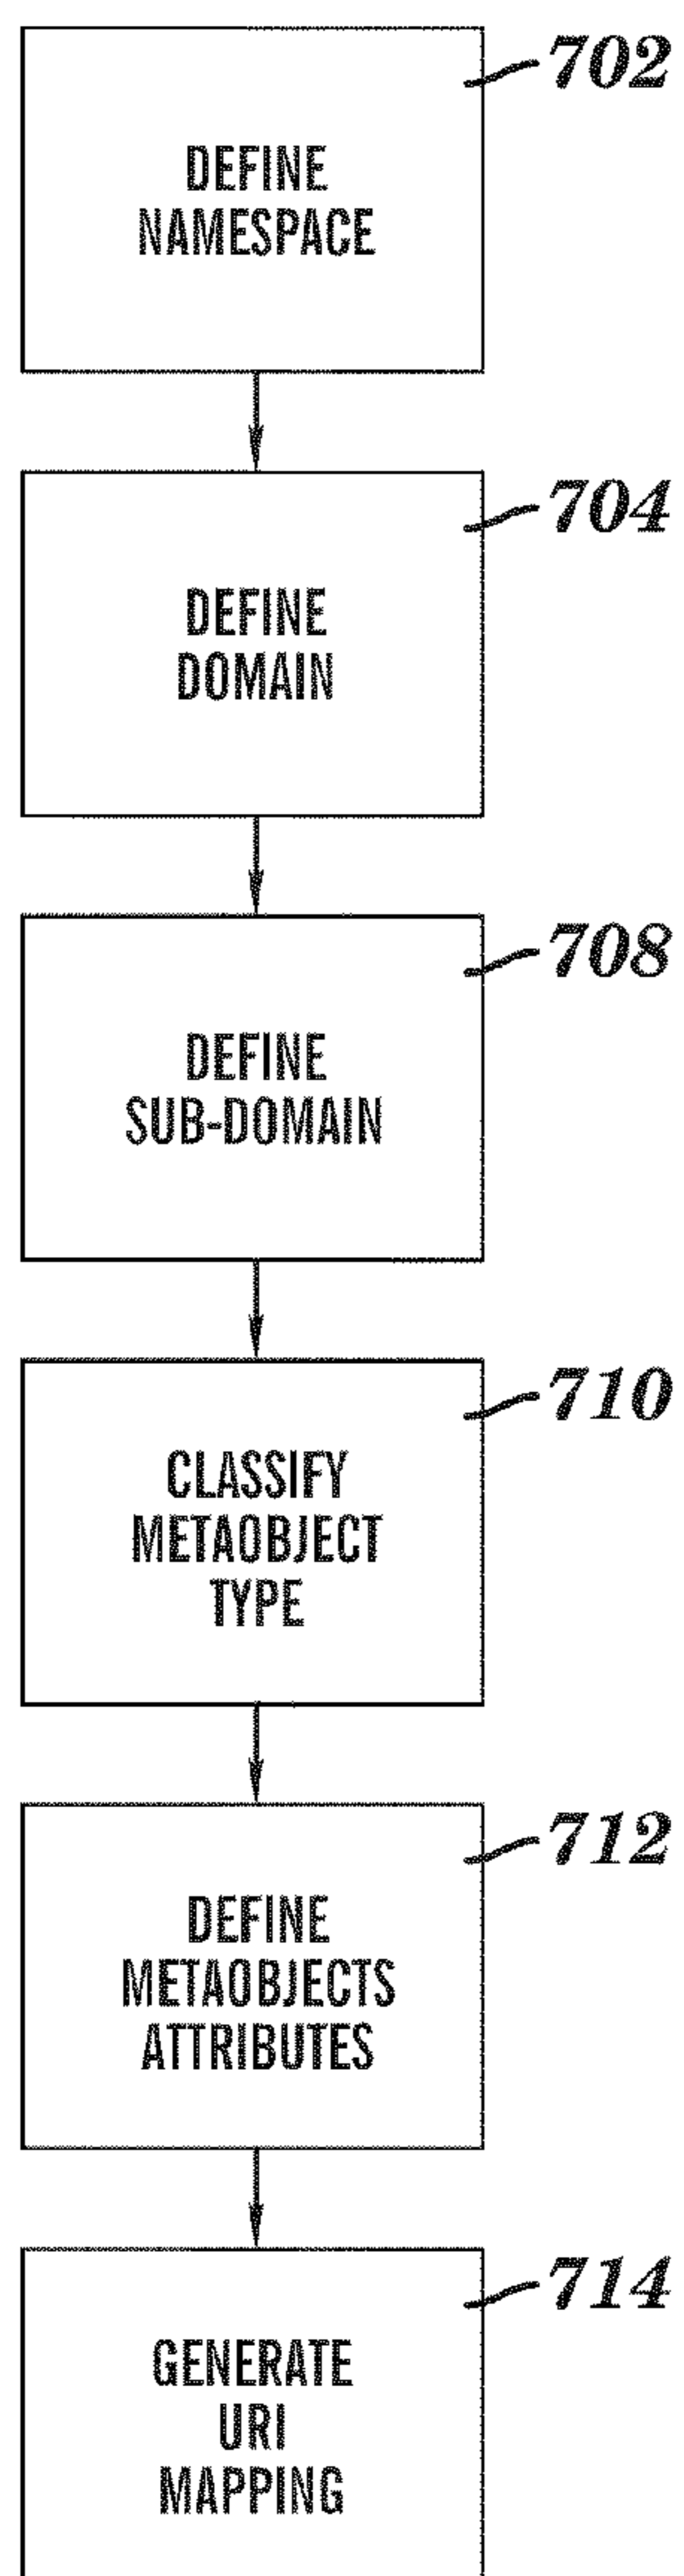 702
DEFINE
NAMESPACE
704
DEFINE
DOMAIN
708
DEFINE
SUB-DOMAIN
710
CLASSIFY
METAOBJECT
TYPE
712
DEFINE
METAOBJECTS
ATTRIBUTES
714
GENERATE
URI
MAPPING